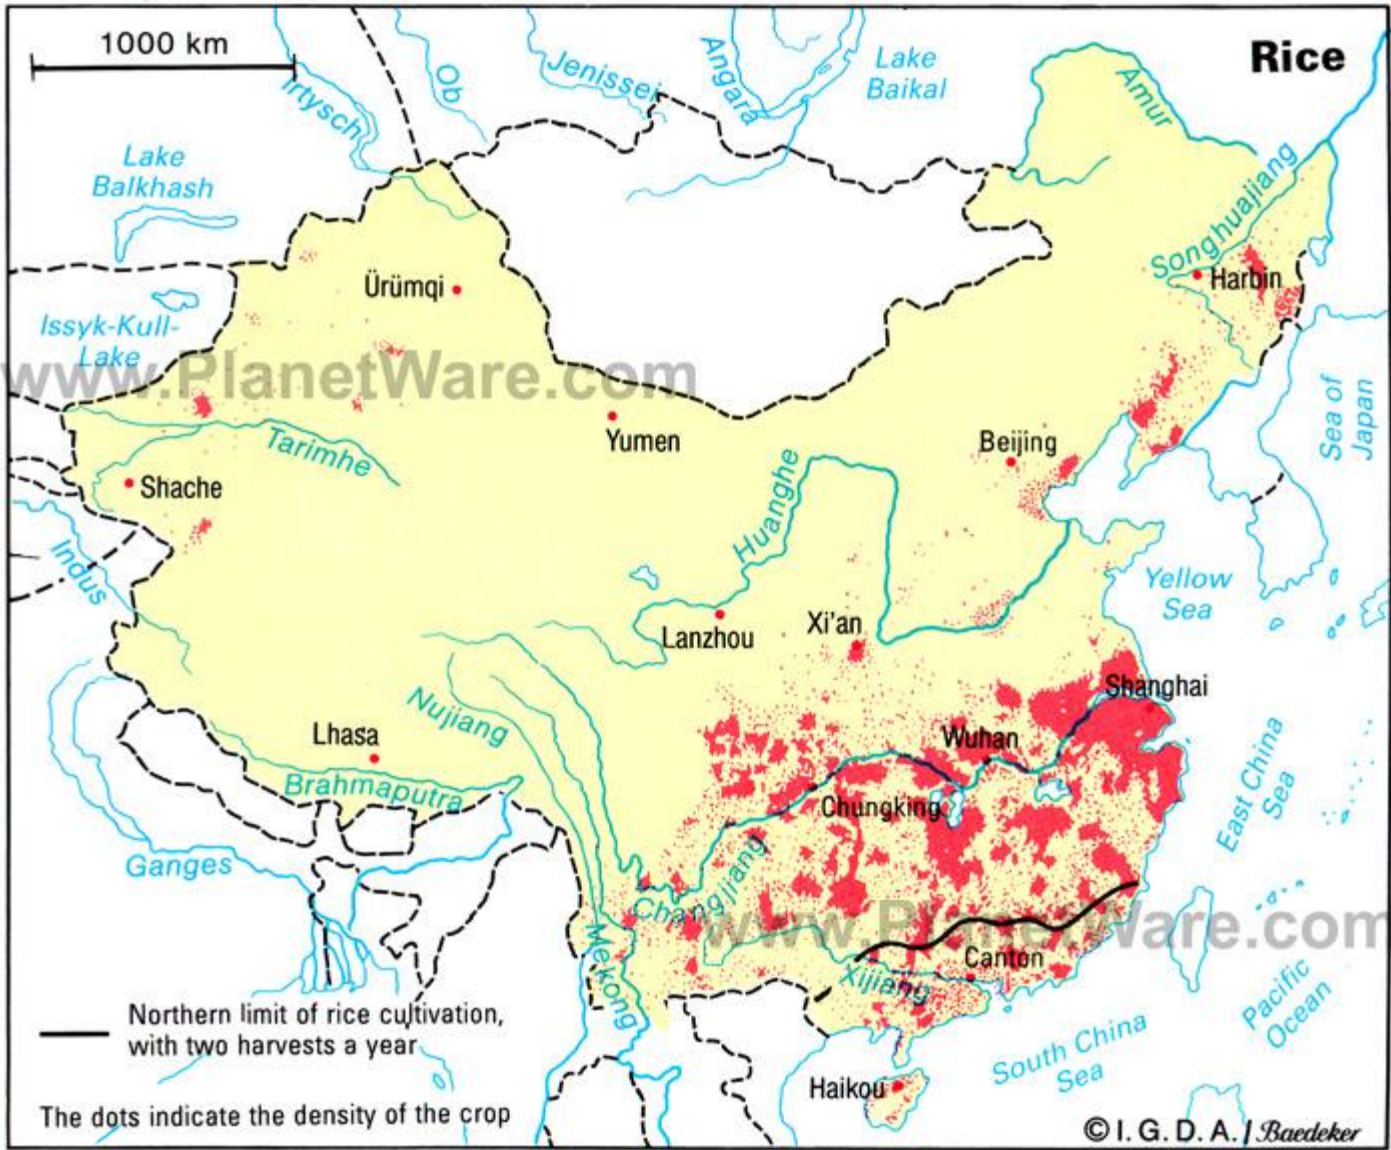 1000 km
Rice
Irtysch
Ob
Jenissei
Angara
Lake
Baikal
Amur
Lake
Balkhash
Songhuajiang
Harbin
Ürümqi
Issyk-Kull-
Lake
www.PlanetWare.com
Sea of
Japan
Tarimhe
Yumen
Beijing
Shache
Huanghe
Indus
Yellow
Sea
Lanzhou
Xi'an
Shanghai
Nujiang
Lhasa
Wuhan
Brahmaputra
Chungking
East China
Sea
Ganges
Changjiang
www.PlanetWare.com
Mekong
Canton
Xijiang
Pacific
Ocean
Northern limit of rice cultivation,
with two harvests a year
South China
Sea
Haikou
The dots indicate the density of the crop
© I.G.D.A./Baedeker